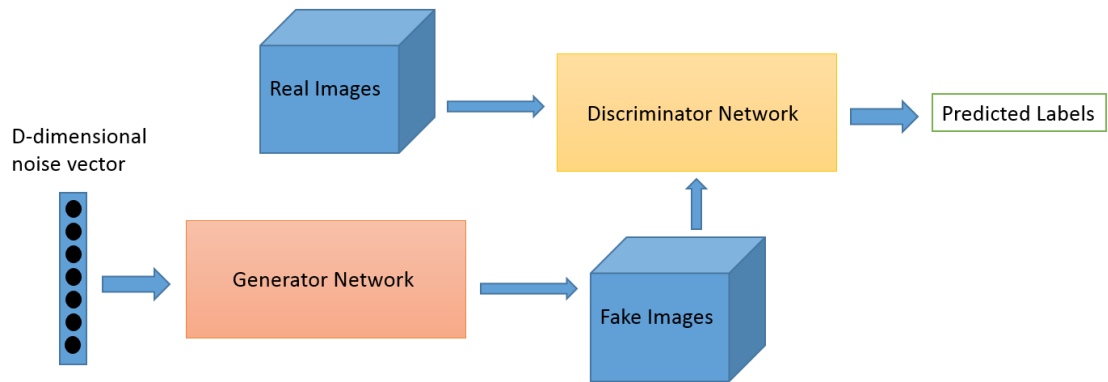 Real Images
Discriminator Network
Predicted Labels
D-dimensional
noise vector
Generator Network
Fake Images